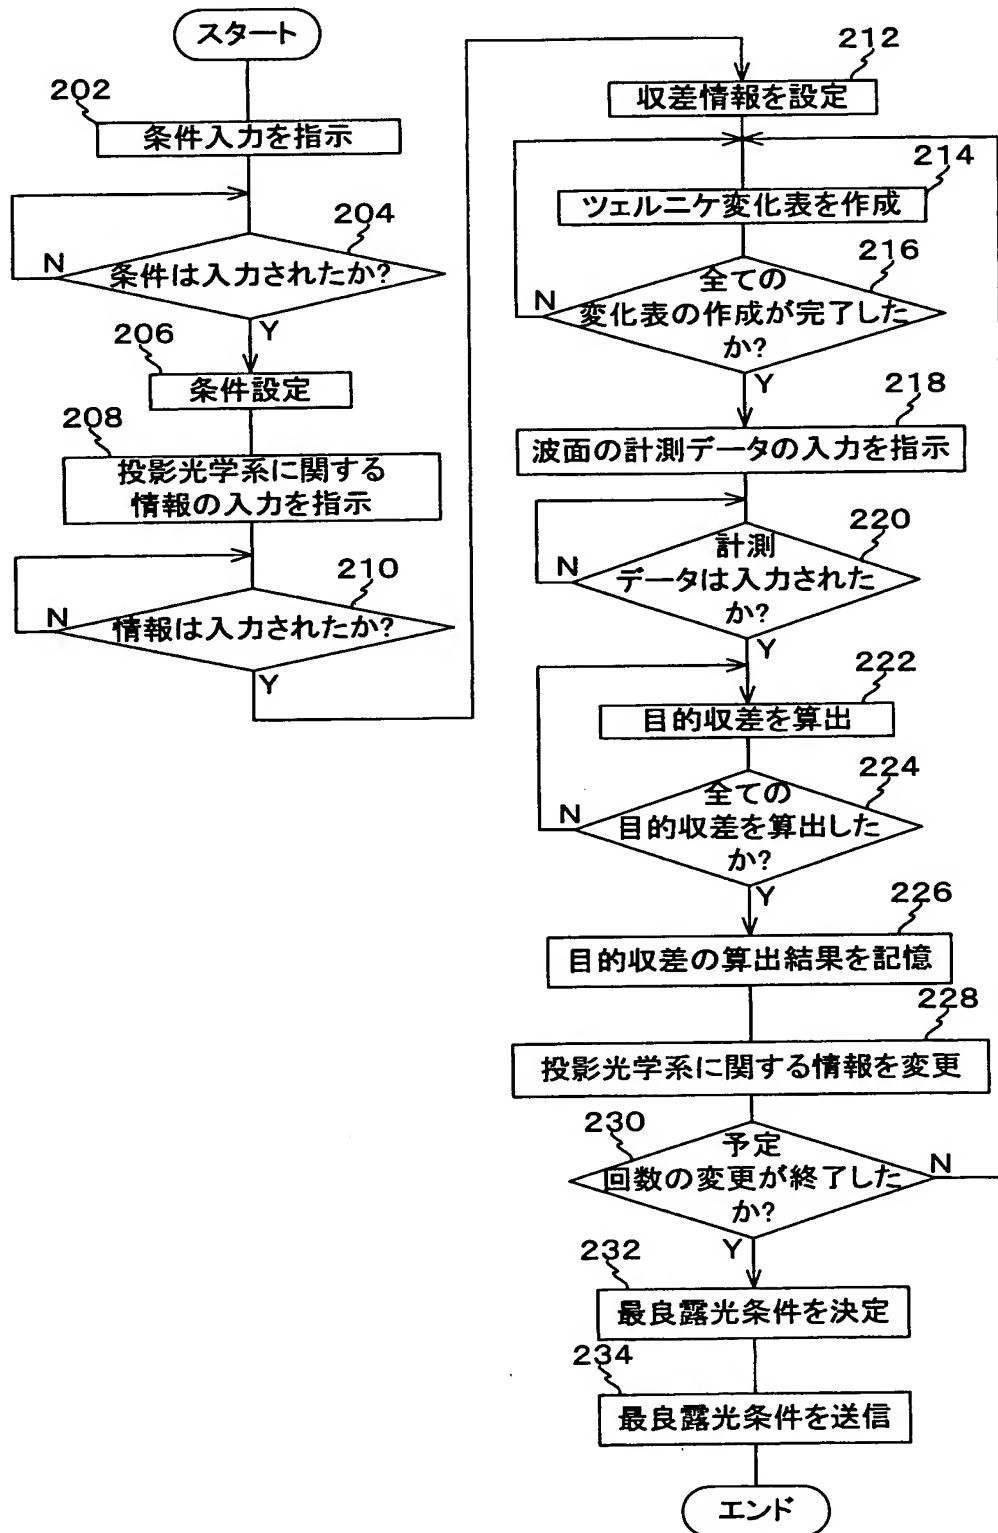 スタート
202
条件入力を指示
204
条件は入力されたか?
N
Y
206
条件設定
208
投影光学系に関する
情報の入力を指示
210
情報は入力されたか?
N
Y
212
収差情報を設定
214
ツェルニケ変化表を作成
216
全ての
変化表の作成が完了した
か?
N
Y
218
波面の計測データの入力を指示
220
計測
データは入力された
か?
N
Y
222
目的収差を算出
224
全ての
目的収差を算出した
か?
N
Y
226
目的収差の算出結果を記憶
228
投影光学系に関する情報を変更
230
予定
回数の変更が終了した
か?
N
Y
232
最良露光条件を決定
234
最良露光条件を送信
エンド